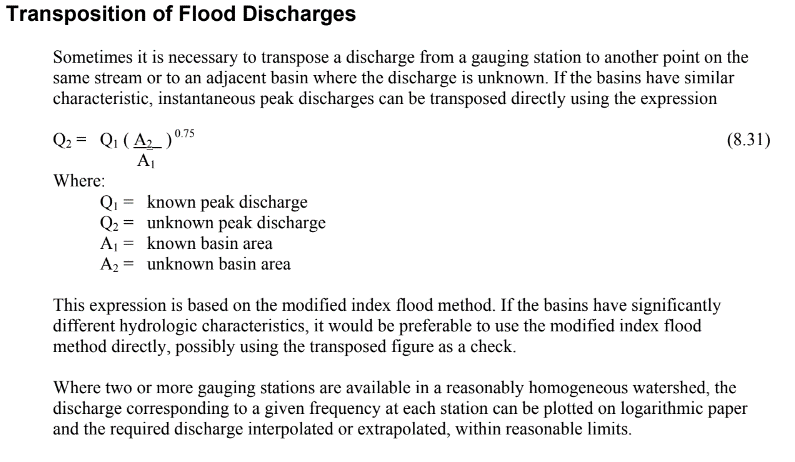 Transposition of Flood Discharges
Sometimes it is necessary to transpose a discharge from a gauging station to another point on the
same stream or to an adjacent basin where the discharge is unknown. If the basins have similar
characteristic, instantaneous peak discharges can be transposed directly using the expression
Q₂ = Q₁ ( A₂ ) 0.75 (8.31)
A₁
Where:
Q₁ = known peak discharge
Q₂ = unknown peak discharge
A₁ = known basin area
A₂ = unknown basin area
This expression is based on the modified index flood method. If the basins have significantly
different hydrologic characteristics, it would be preferable to use the modified index flood
method directly, possibly using the transposed figure as a check.
Where two or more gauging stations are available in a reasonably homogeneous watershed, the
discharge corresponding to a given frequency at each station can be plotted on logarithmic paper
and the required discharge interpolated or extrapolated, within reasonable limits.